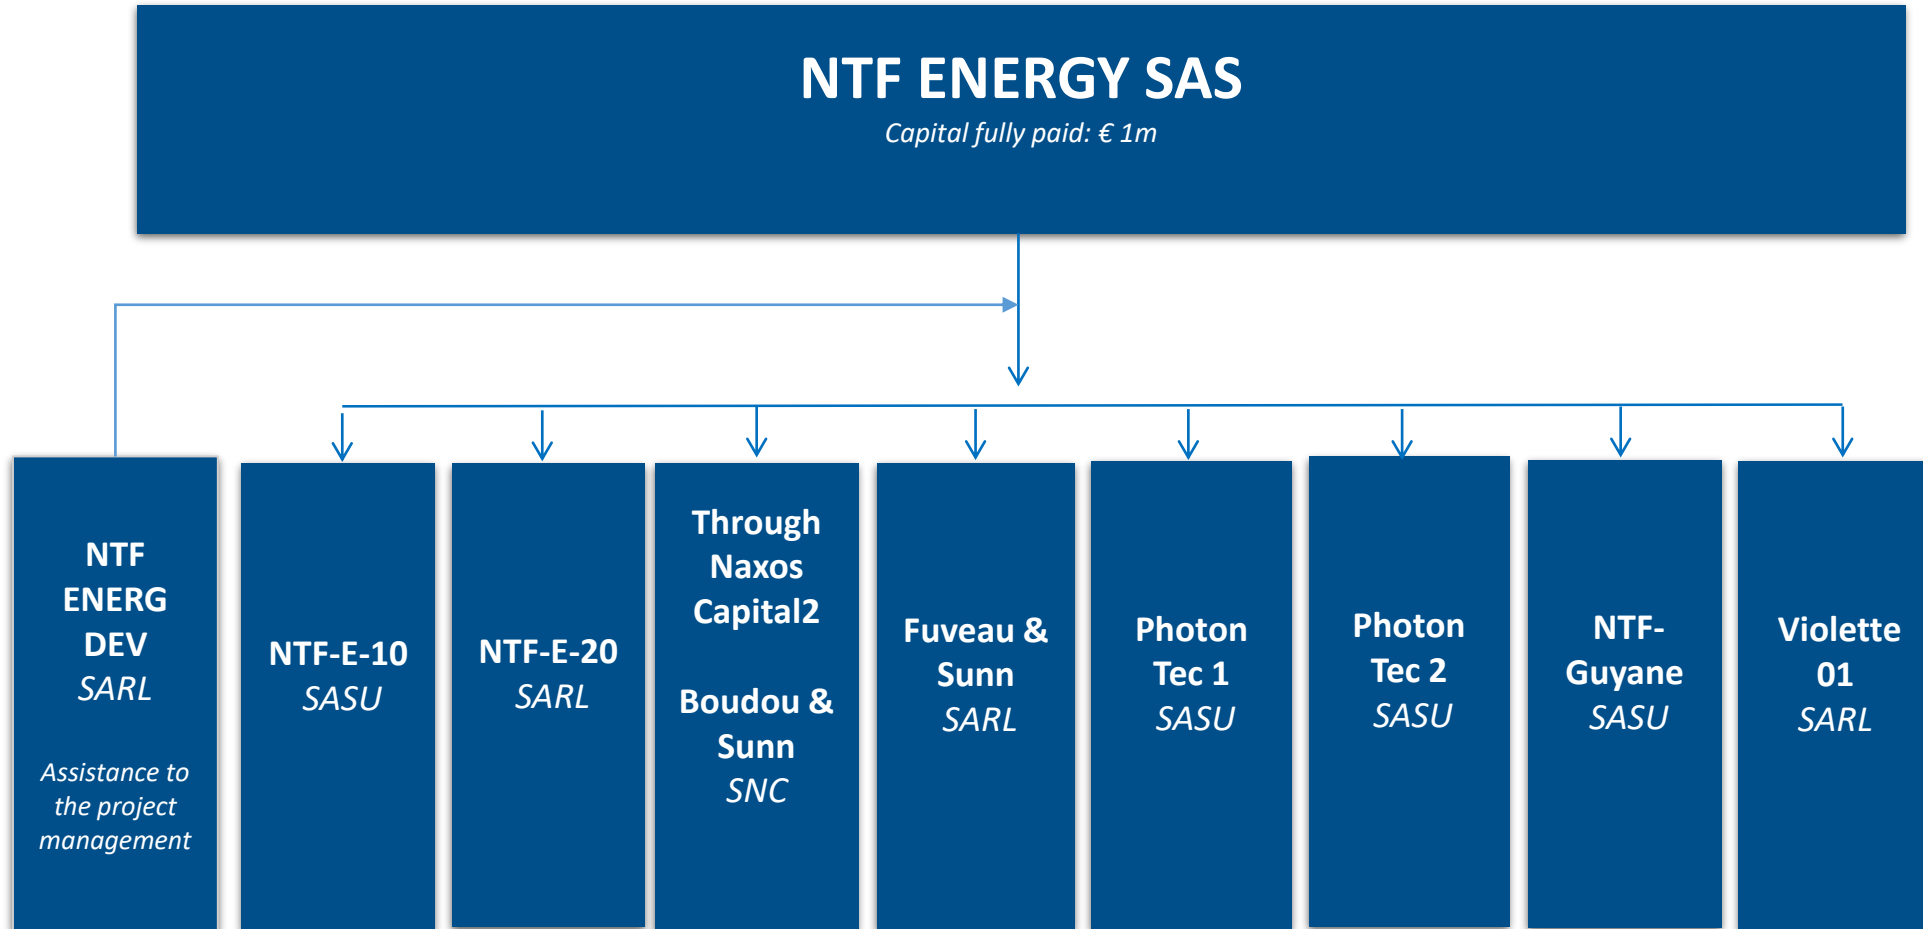 NTF ENERGY SAS
Capital fully paid: € 1m
NTF
ENERG
DEV
SARL
Assistance to
the project
management
NTF-E-10
SASU
NTF-E-20
SARL
Through
Naxos
Capital2
Boudou &
Sunn
SNC
Fuveau &
Sunn
SARL
Photon
Tec 1
SASU
Photon
Tec 2
SASU
NTF-
Guyane
SASU
Violette
01
SARL